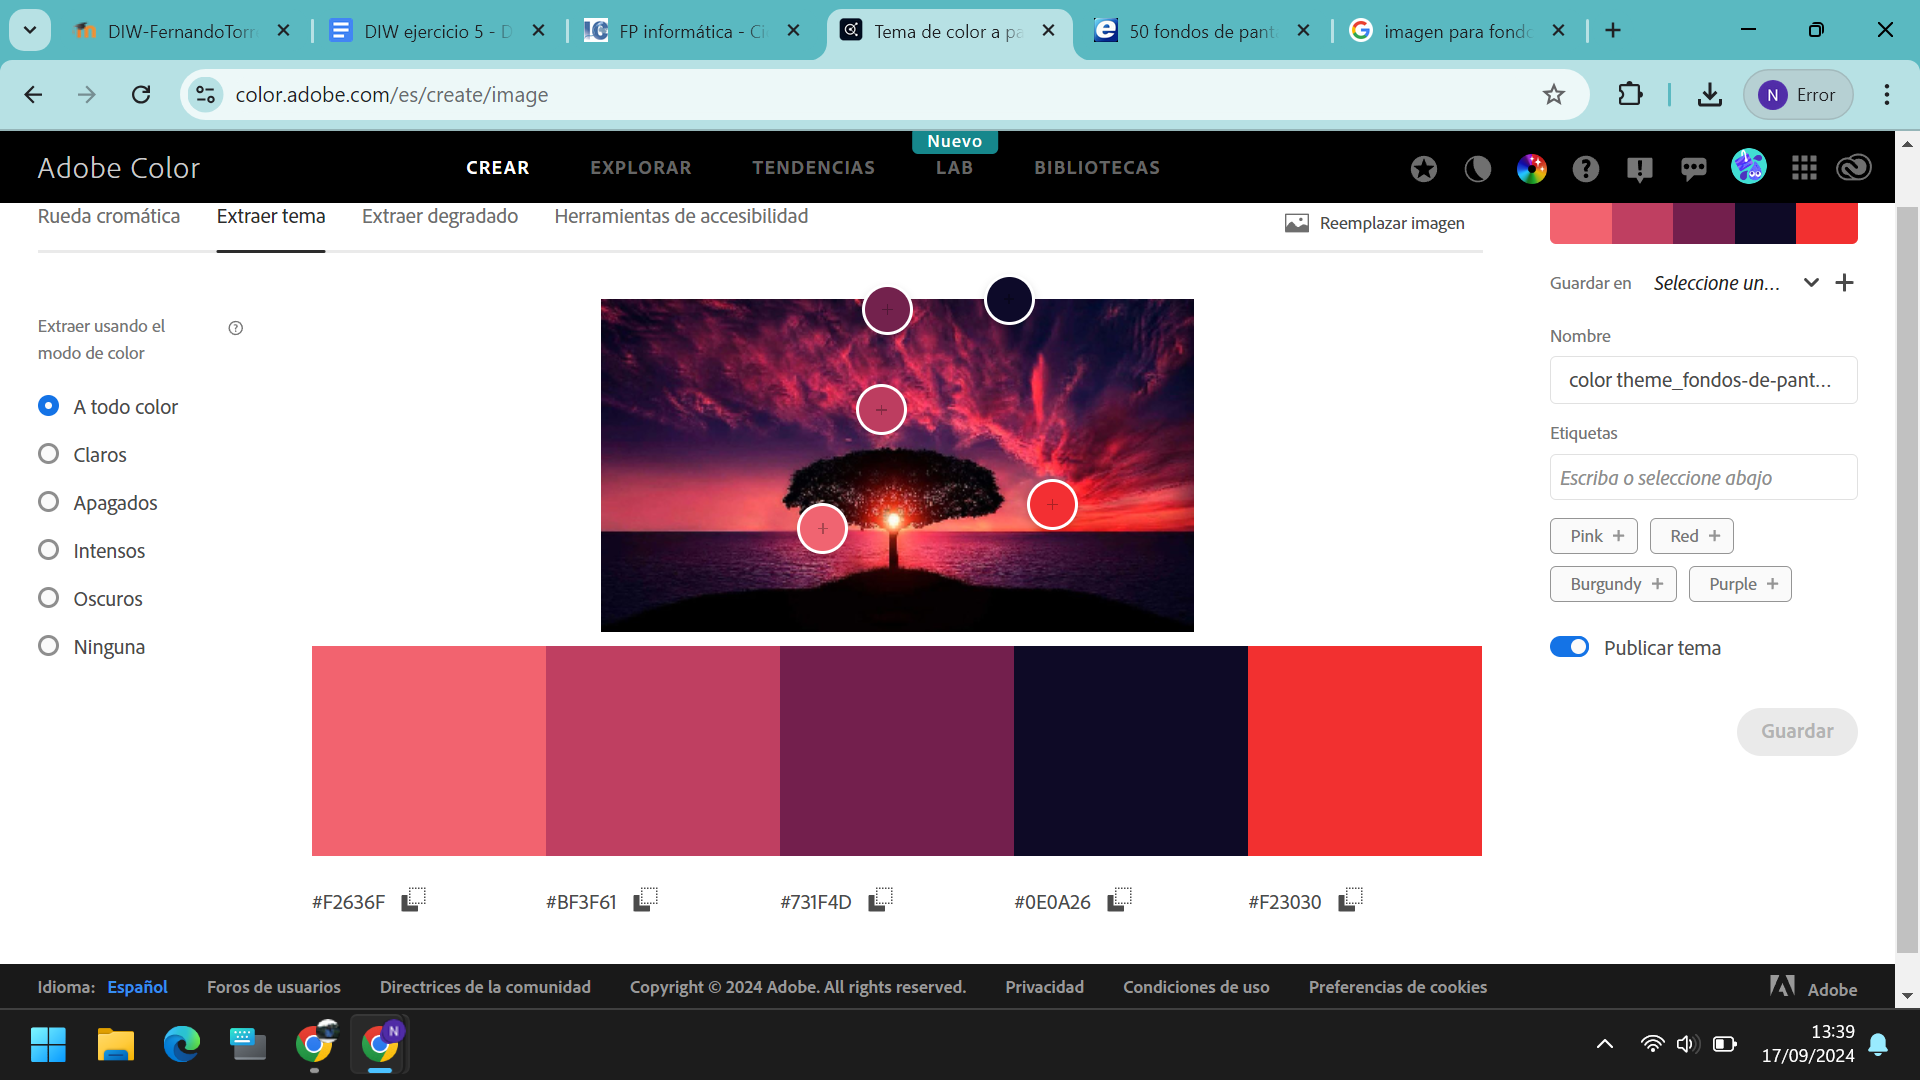 DIW-FernandoTorr
DIW ejercicio 5 - D
FP informática - Ci
Tema de color a pa
50 fondos de pant
imagen para fondo
color.adobe.com/es/create/image
N
Error
Adobe Color
CREAR
EXPLORAR
TENDENCIAS
Nuevo
LAB
BIBLIOTECAS
Rueda cromática
Extraer tema
Extraer degradado
Herramientas de accesibilidad
Reemplazar imagen
Extraer usando el
modo de color
A todo color
Claros
Apagados
Intensos
Oscuros
Ninguna
Guardar en
Seleccione un...
Nombre
color theme_fondos-de-pant...
Etiquetas
Escriba o seleccione abajo
Pink +
Red +
Burgundy +
Purple +
Publicar tema
Guardar
#F2636F
#BF3F61
#731F4D
#0E0A26
#F23030
Idioma: Español
Foros de usuarios
Directrices de la comunidad
Copyright © 2024 Adobe. All rights reserved.
Privacidad
Condiciones de uso
Preferencias de cookies
Adobe
N
13:39
17/09/2024